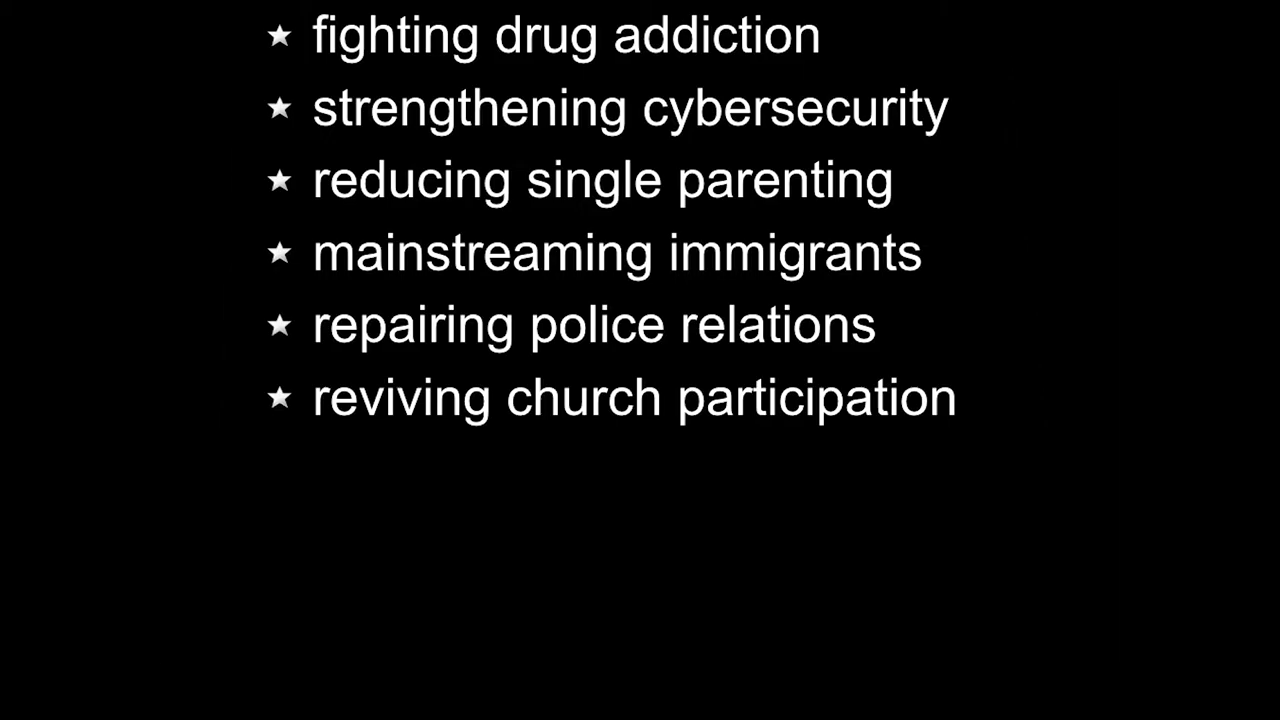 ★ fighting drug addiction
★ strengthening cybersecurity
★ reducing single parenting
★ mainstreaming immigrants
★ repairing police relations
★ reviving church participation